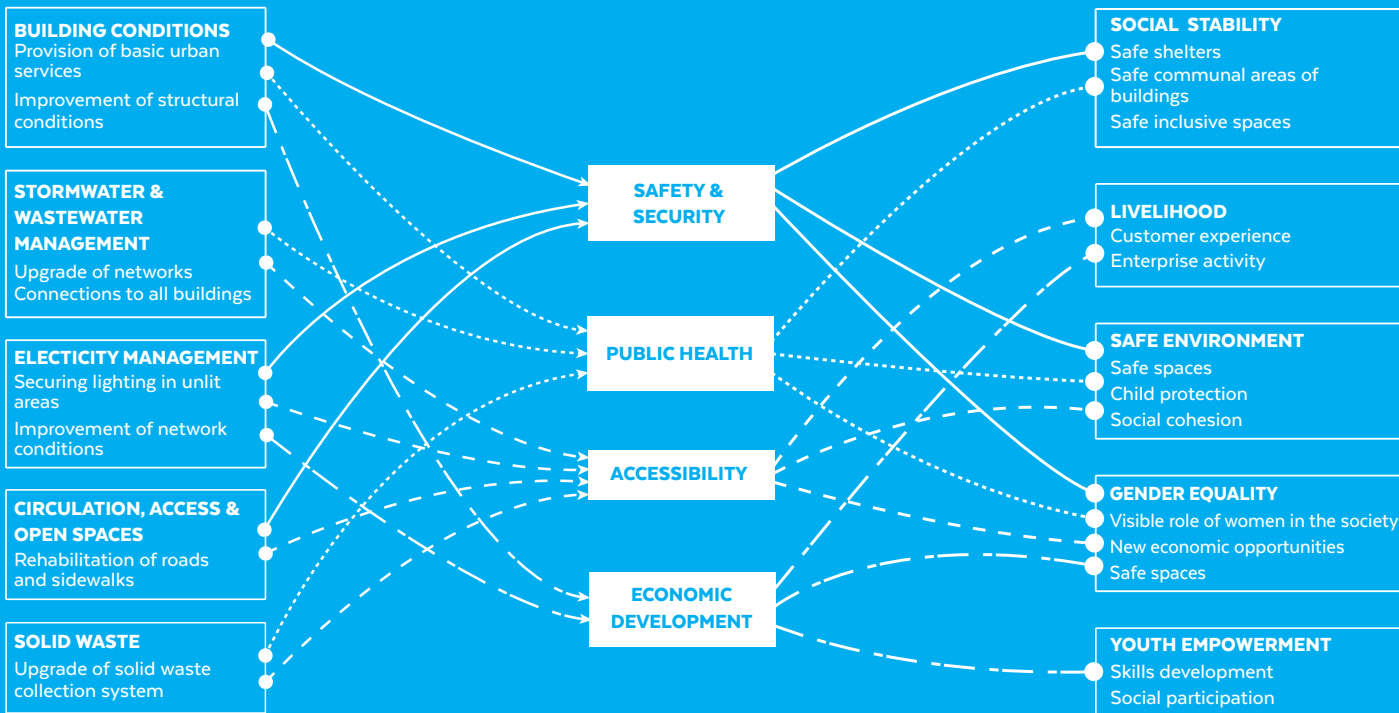 BUILDING CONDITIONS
Provision of basic urban
services
Improvement of structural
conditions
STORMWATER &
WASTEWATER
MANAGEMENT
Upgrade of networks
Connections to all buildings
ELECTICITY MANAGEMENT
Securing lighting in unlit
areas
Improvement of network
conditions
CIRCULATION, ACCESS &
OPEN SPACES
Rehabilitation of roads
and sidewalks
SOLID WASTE
Upgrade of solid waste
collection system
SAFETY &
SECURITY
PUBLIC HEALTH
ACCESSIBILITY
ECONOMIC
DEVELOPMENT
SOCIAL STABILITY
Safe shelters
Safe communal areas of
buildings
Safe inclusive spaces
LIVELIHOOD
Customer experience
Enterprise activity
SAFE ENVIRONMENT
Safe spaces
Child protection
Social cohesion
GENDER EQUALITY
Visible role of women in the society
New economic opportunities
Safe spaces
YOUTH EMPOWERMENT
Skills development
Social participation